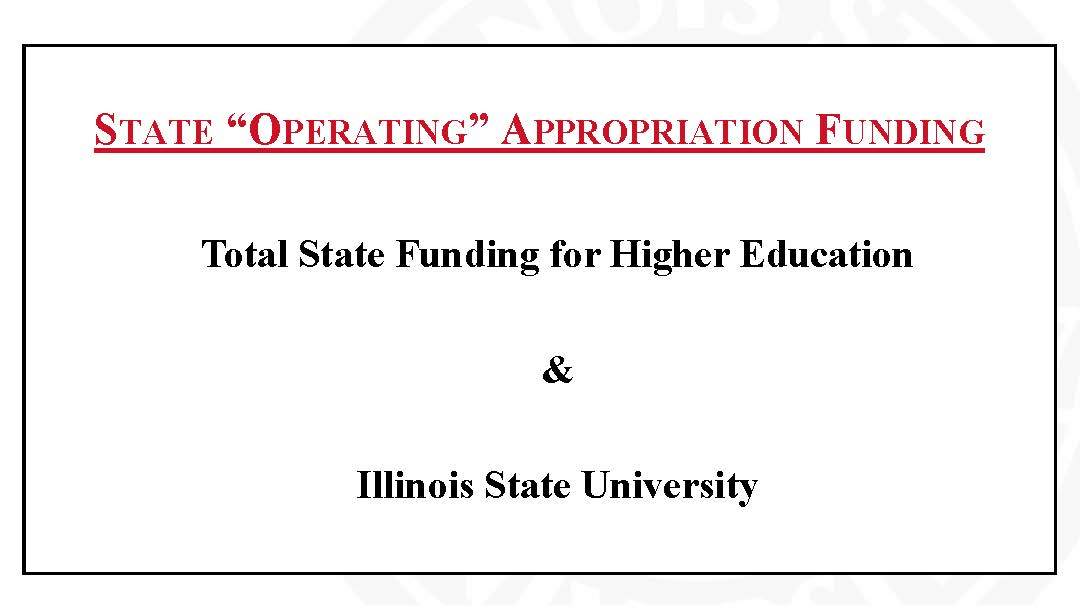 STATE “OPERATING” APPROPRIATION FUNDING
Total State Funding for Higher Education
&
Illinois State University